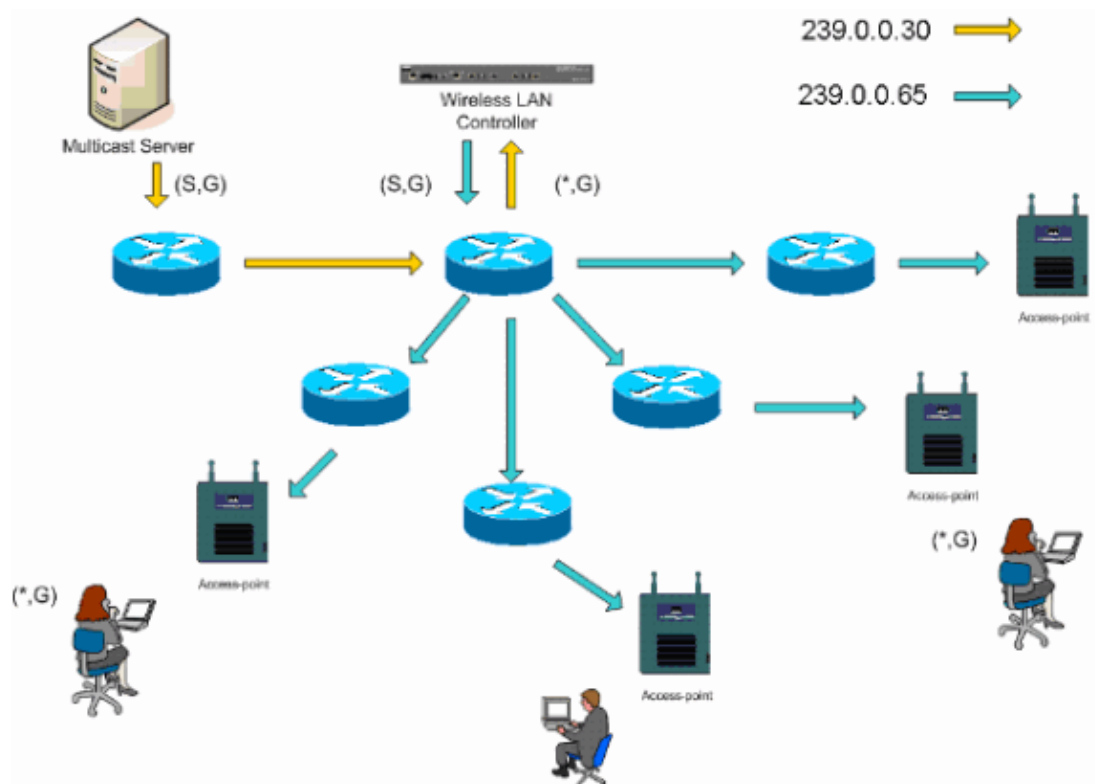 239.0.0.30
239.0.0.65
Wireless LAN
Controller
Multicast Server
(S,G)
(S,G)
(*,G)
Access-point
Access-point
(*,G)
Access-point
(*,G)
Access-point